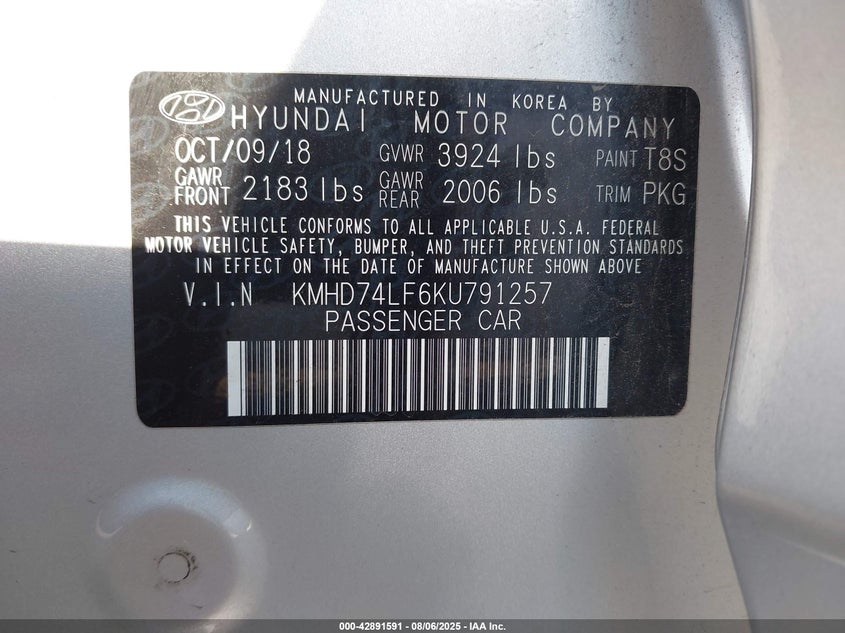 MANUFACTURED IN KOREA BY
HYUNDAI MOTOR COMPANY
OCT/09/18 GVWR 3924 lbs PAINT T8S
GAWR FRONT 2183 lbs GAWR REAR 2006 lbs TRIM PKG
THIS VEHICLE CONFORMS TO ALL APPLICABLE U.S.A. FEDERAL
MOTOR VEHICLE SAFETY, BUMPER, AND THEFT PREVENTION STANDARDS
IN EFFECT ON THE DATE OF MANUFACTURE SHOWN ABOVE
V.I.N KMHD74LF6KU791257
PASSENGER CAR
000-42891591 - 08/06/2025 - IAA Inc.